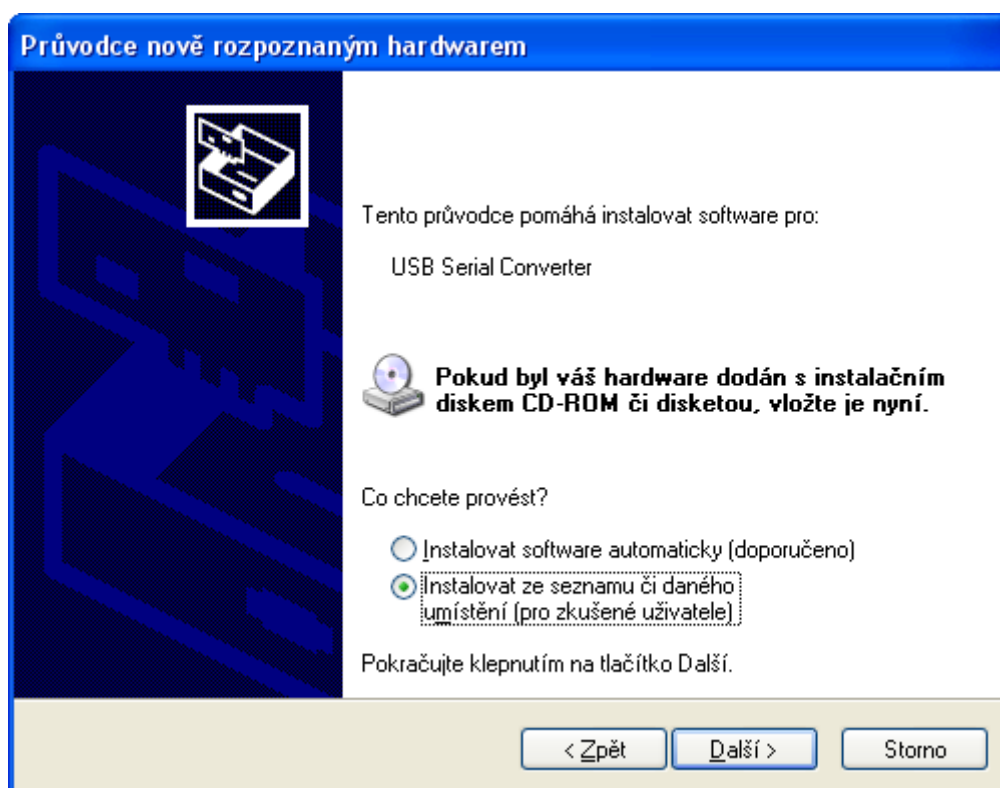 Průvodce nově rozpoznaným hardwarem
Tento průvodce pomáhá instalovat software pro:
USB Serial Converter
Pokud byl váš hardware dodán s instalačním
diskem CD-ROM či disketou, vložte je nyní.
Co chcete provést?
Instalovat software automaticky (doporučeno)
Instalovat ze seznamu či daného
umístění (pro zkušené uživatele)
Pokračujte klepnutím na tlačítko Další.
< Zpět
Další >
Storno